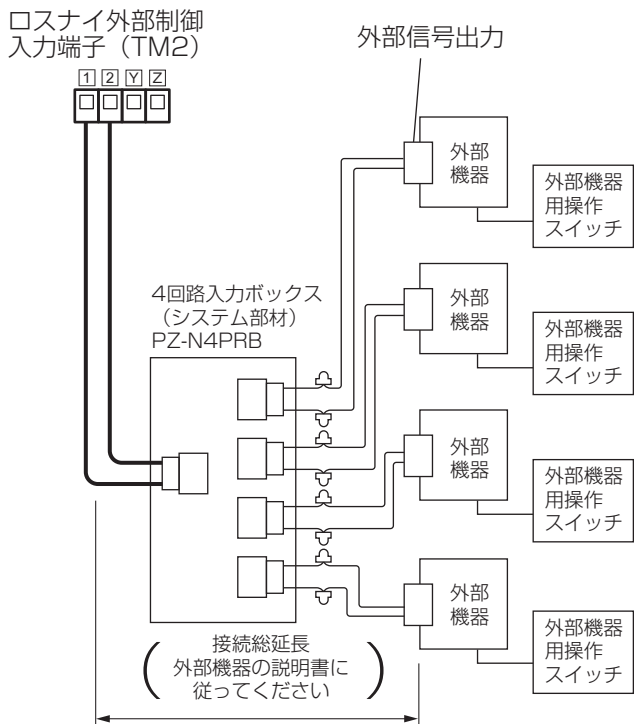 ロスナイ外部制御
入力端子（TM2）
1 2 Y Z
外部信号出力
外部
機器
外部機器
用操作
スイッチ
4回路入力ボックス
（システム部材）
PZ-N4PRB
外部
機器
外部機器
用操作
スイッチ
外部
機器
外部機器
用操作
スイッチ
外部
機器
外部機器
用操作
スイッチ
（接続総延長
外部機器の説明書に
従ってください）